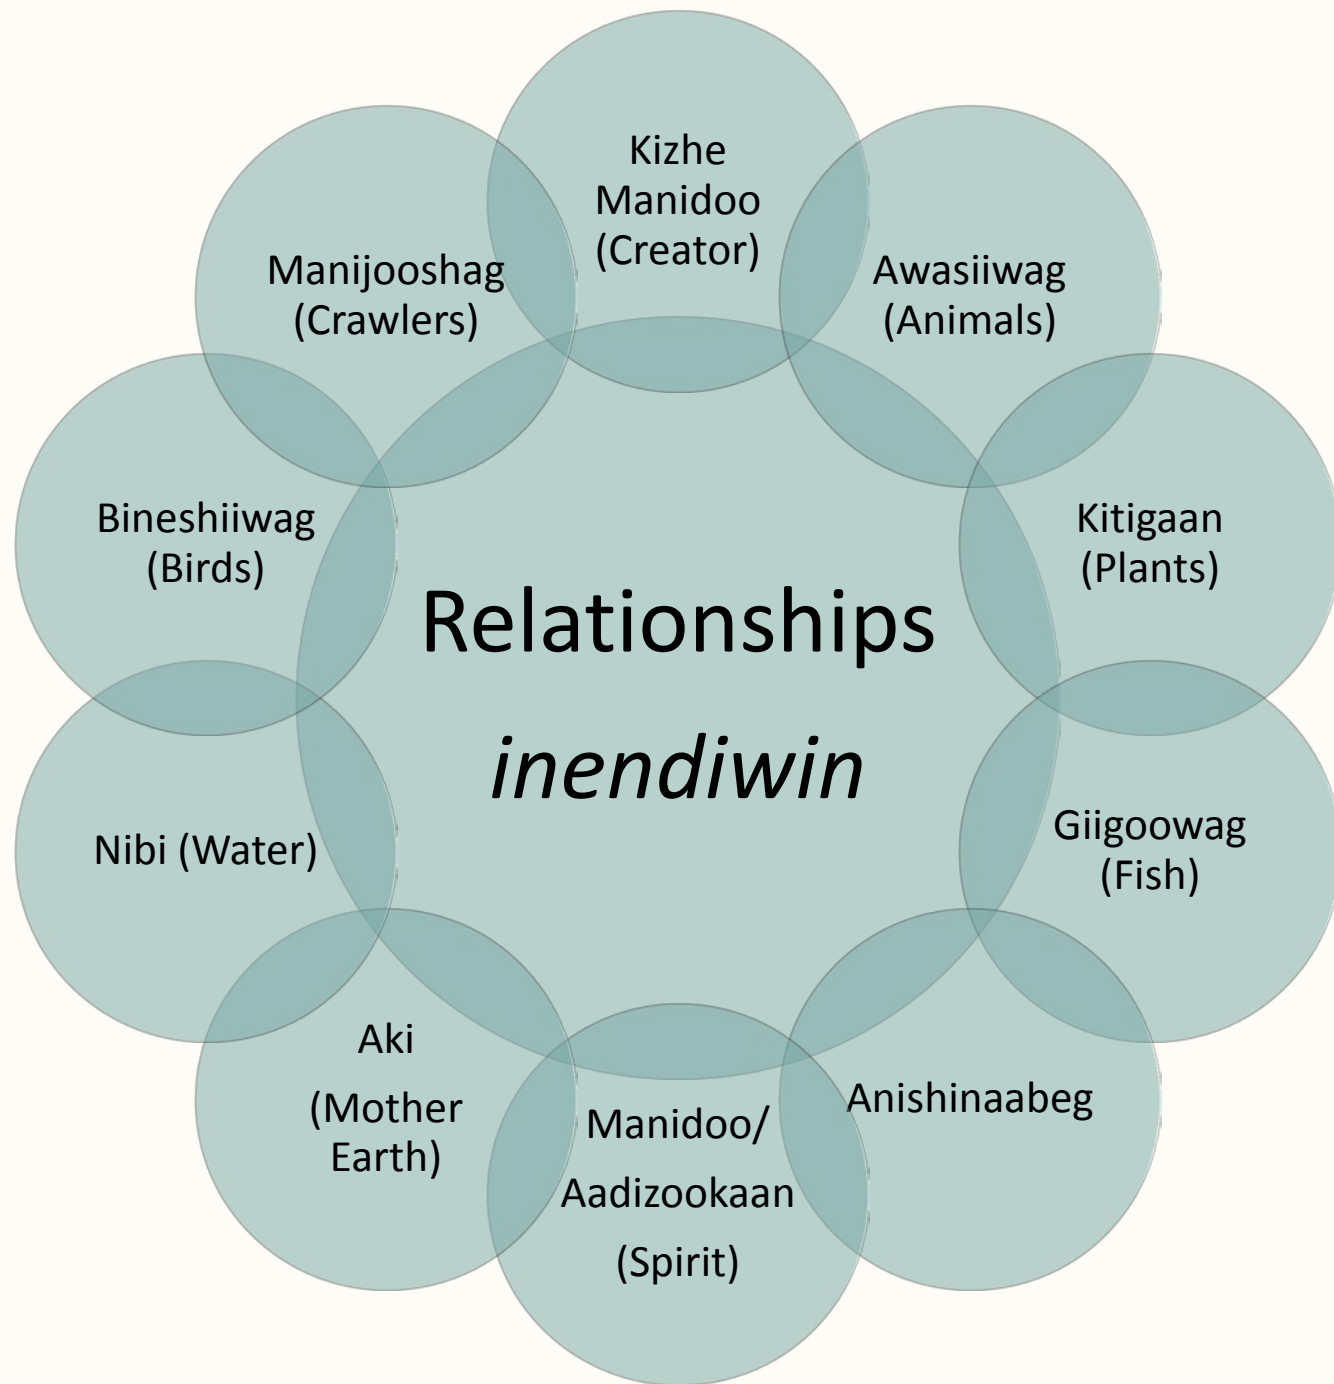 Kizhe
Manidoo
(Creator)
Awasiiwag
(Animals)
Kitigaan
(Plants)
Giigoowag
(Fish)
Anishinaabeg
Manidoo/
Aadizookaan
(Spirit)
Aki
(Mother
Earth)
Nibi (Water)
Bineshiiwag
(Birds)
Manijooshag
(Crawlers)
Relationships
inendiwin